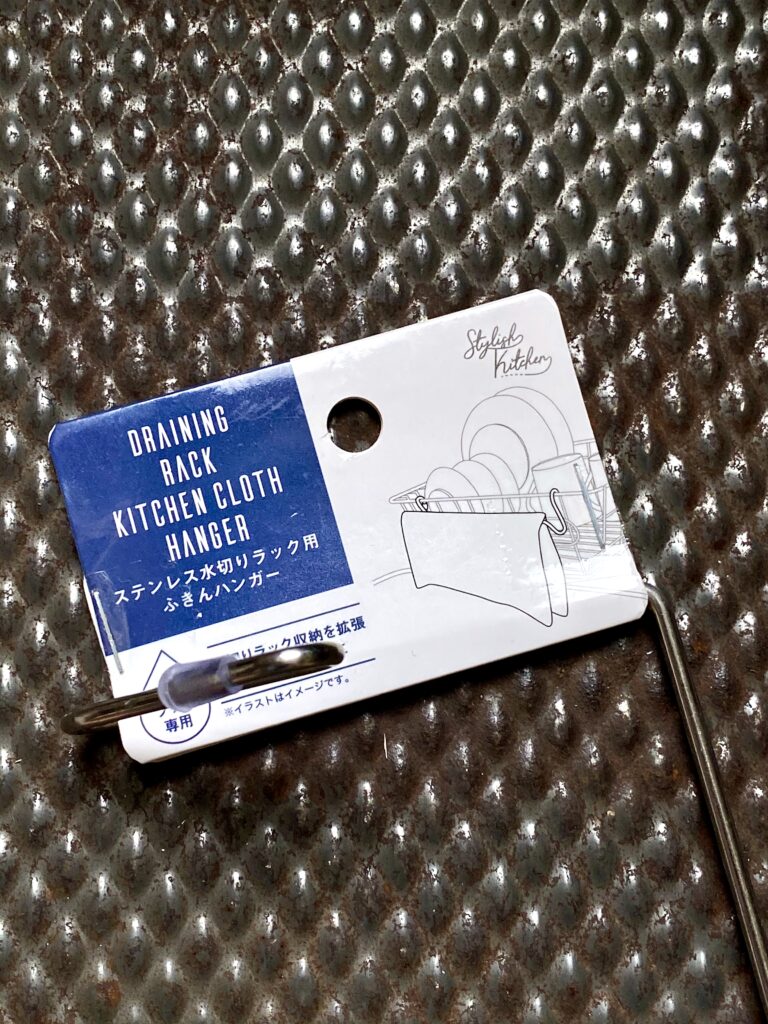 Stylish
Kitchen
DRAINING
RACK
KITCHEN CLOTH
HANGER
ステンレス水切りラック用
ふきんハンガー
りラック収納を拡張
専用
※イラストはイメージです。